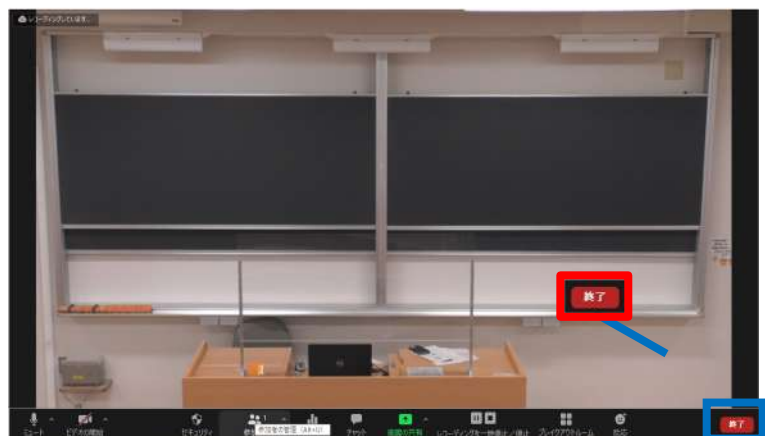 レコーディングしています...
終了
ミュート
ビデオの開始
セキュリティ
1
参加者の管理 (Alt+U)
チャット
画面の共有
レコーディングを一時停止/停止
ブレイクアウトルーム
反応
終了